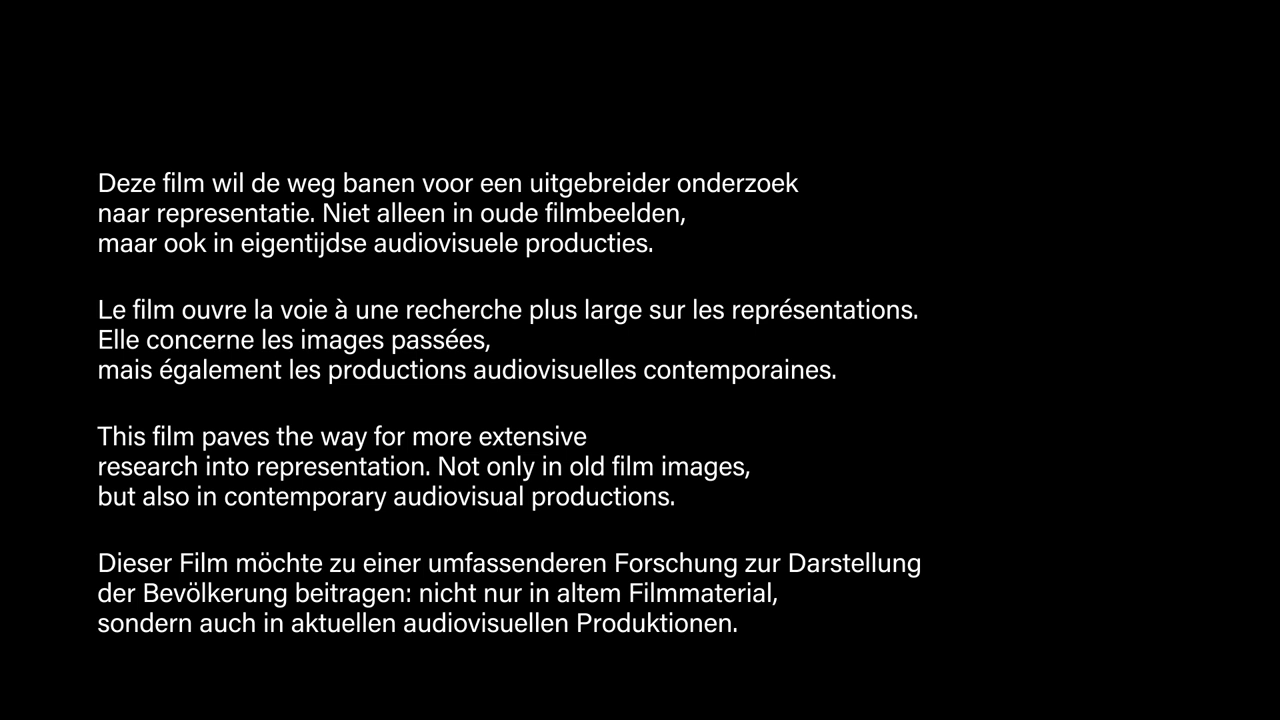 Deze film wil de weg banen voor een uitgebreider onderzoek
naar representatie. Niet alleen in oude filmbeelden,
maar ook in eigentijdse audiovisuele producties.
Le film ouvre la voie à une recherche plus large sur les représentations.
Elle concerne les images passées,
mais également les productions audiovisuelles contemporaines.
This film paves the way for more extensive
research into representation. Not only in old film images,
but also in contemporary audiovisual productions.
Dieser Film möchte zu einer umfassenderen Forschung zur Darstellung
der Bevölkerung beitragen: nicht nur in altem Filmmaterial,
sondern auch in aktuellen audiovisuellen Produktionen.